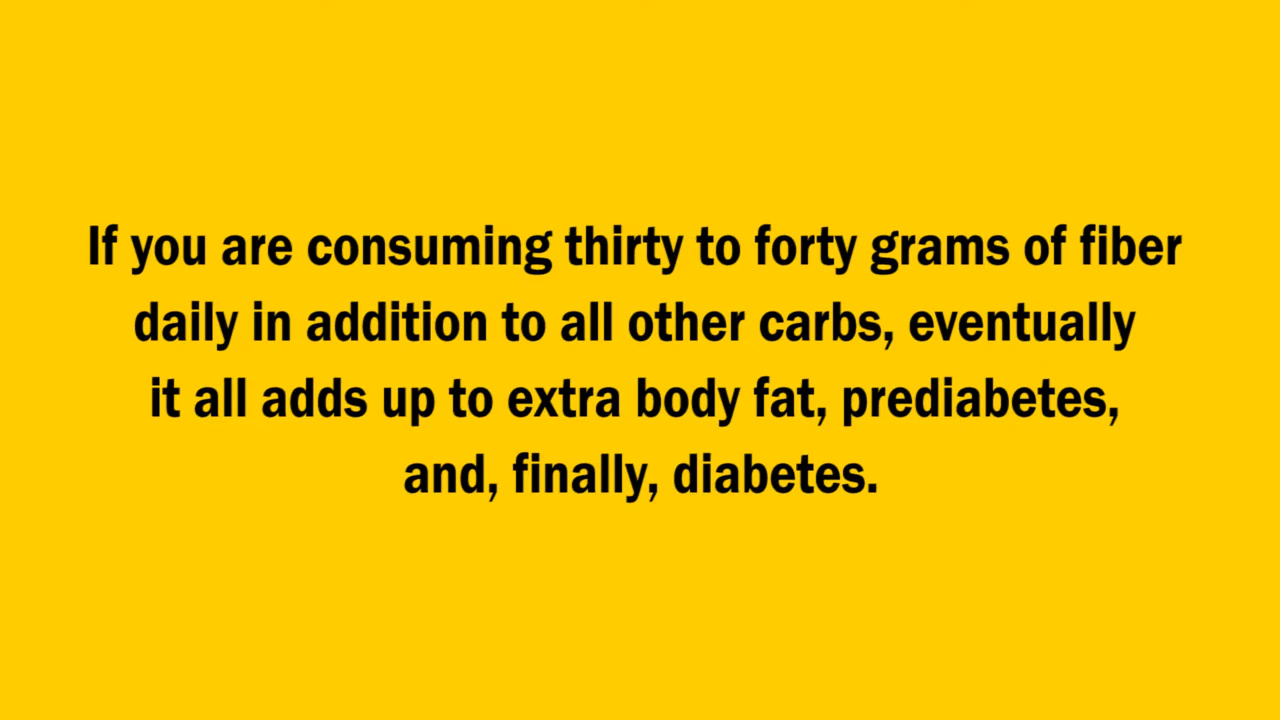 If you are consuming thirty to forty grams of fiber
daily in addition to all other carbs, eventually
it all adds up to extra body fat, prediabetes,
and, finally, diabetes.